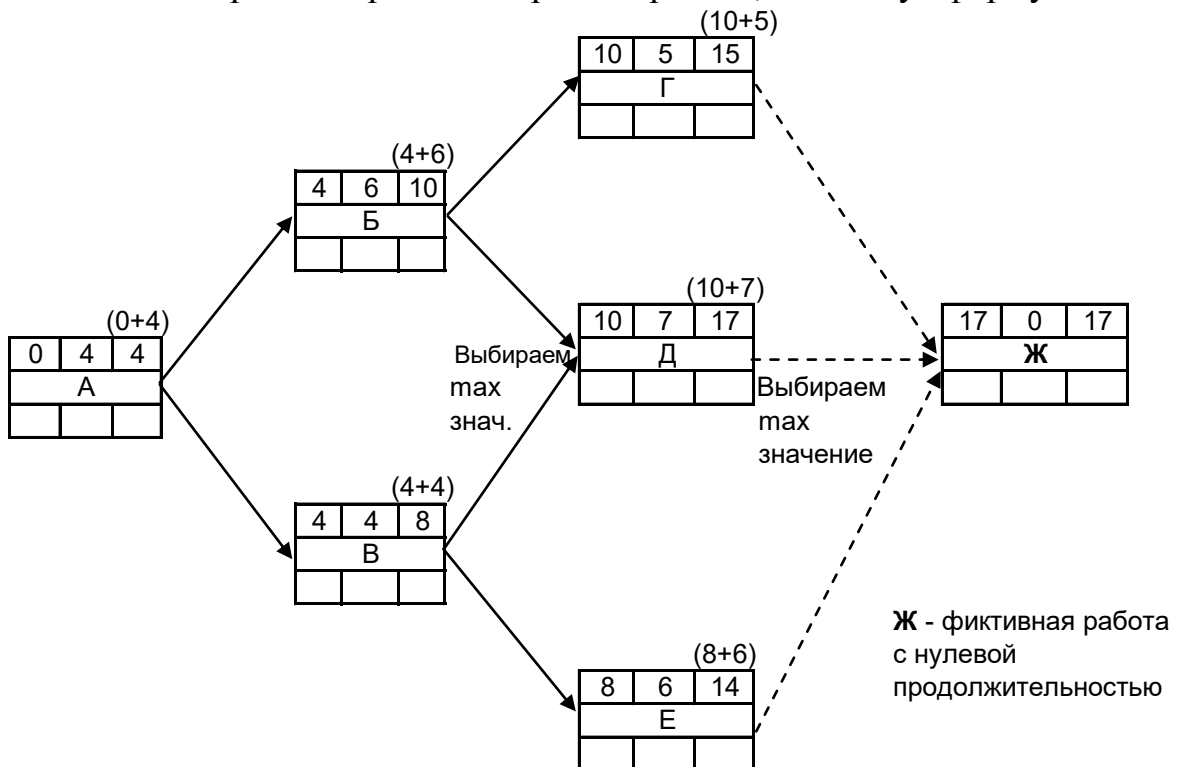 (10+5)
10 5 15
Г
(4+6)
4 6 10
Б
(10+7)
10 7 17
Д
17 0 17
Ж
(0+4)
0 4 4
А
Выбираем
max
знач.
Выбираем
max
значение
(4+4)
4 4 8
В
Ж - фиктивная работа
с нулевой
продолжительностью
(8+6)
8 6 14
Е